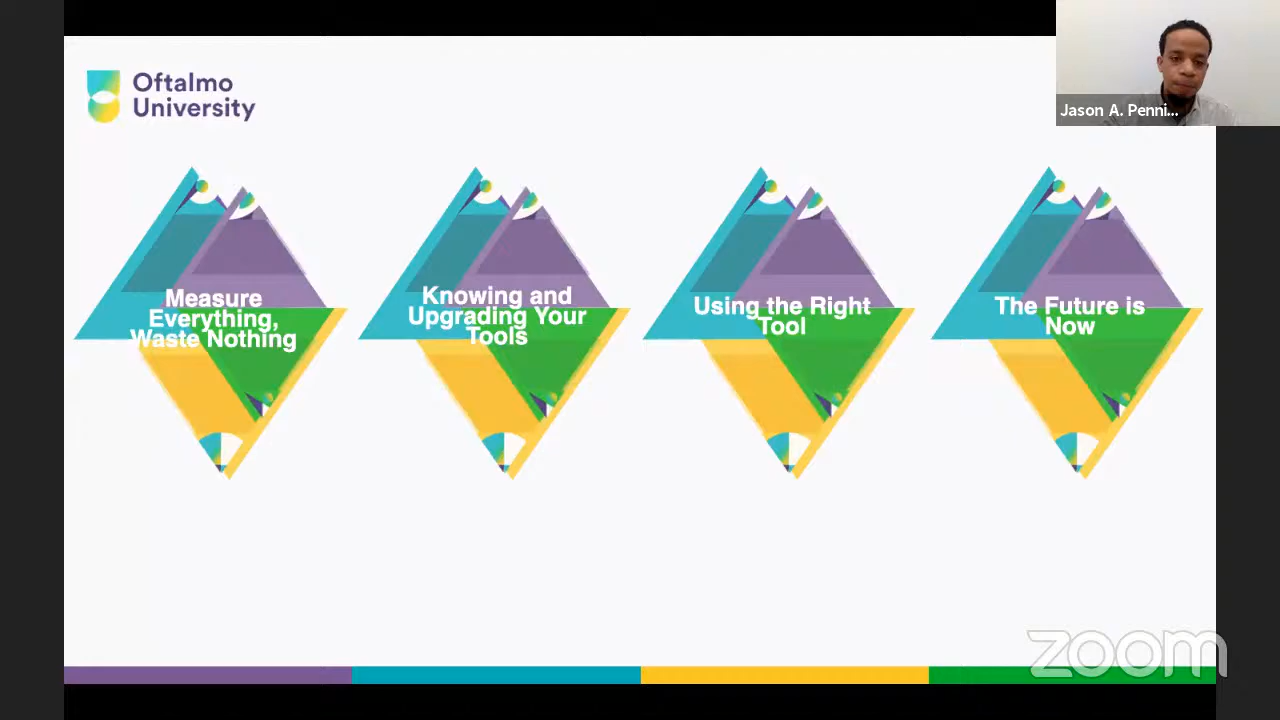 Oftalmo
University
Jason A. Penni...
Measure
Everything,
Waste Nothing
Knowing and
Upgrading Your
Tools
Using the Right
Tool
The Future is
Now
zoom